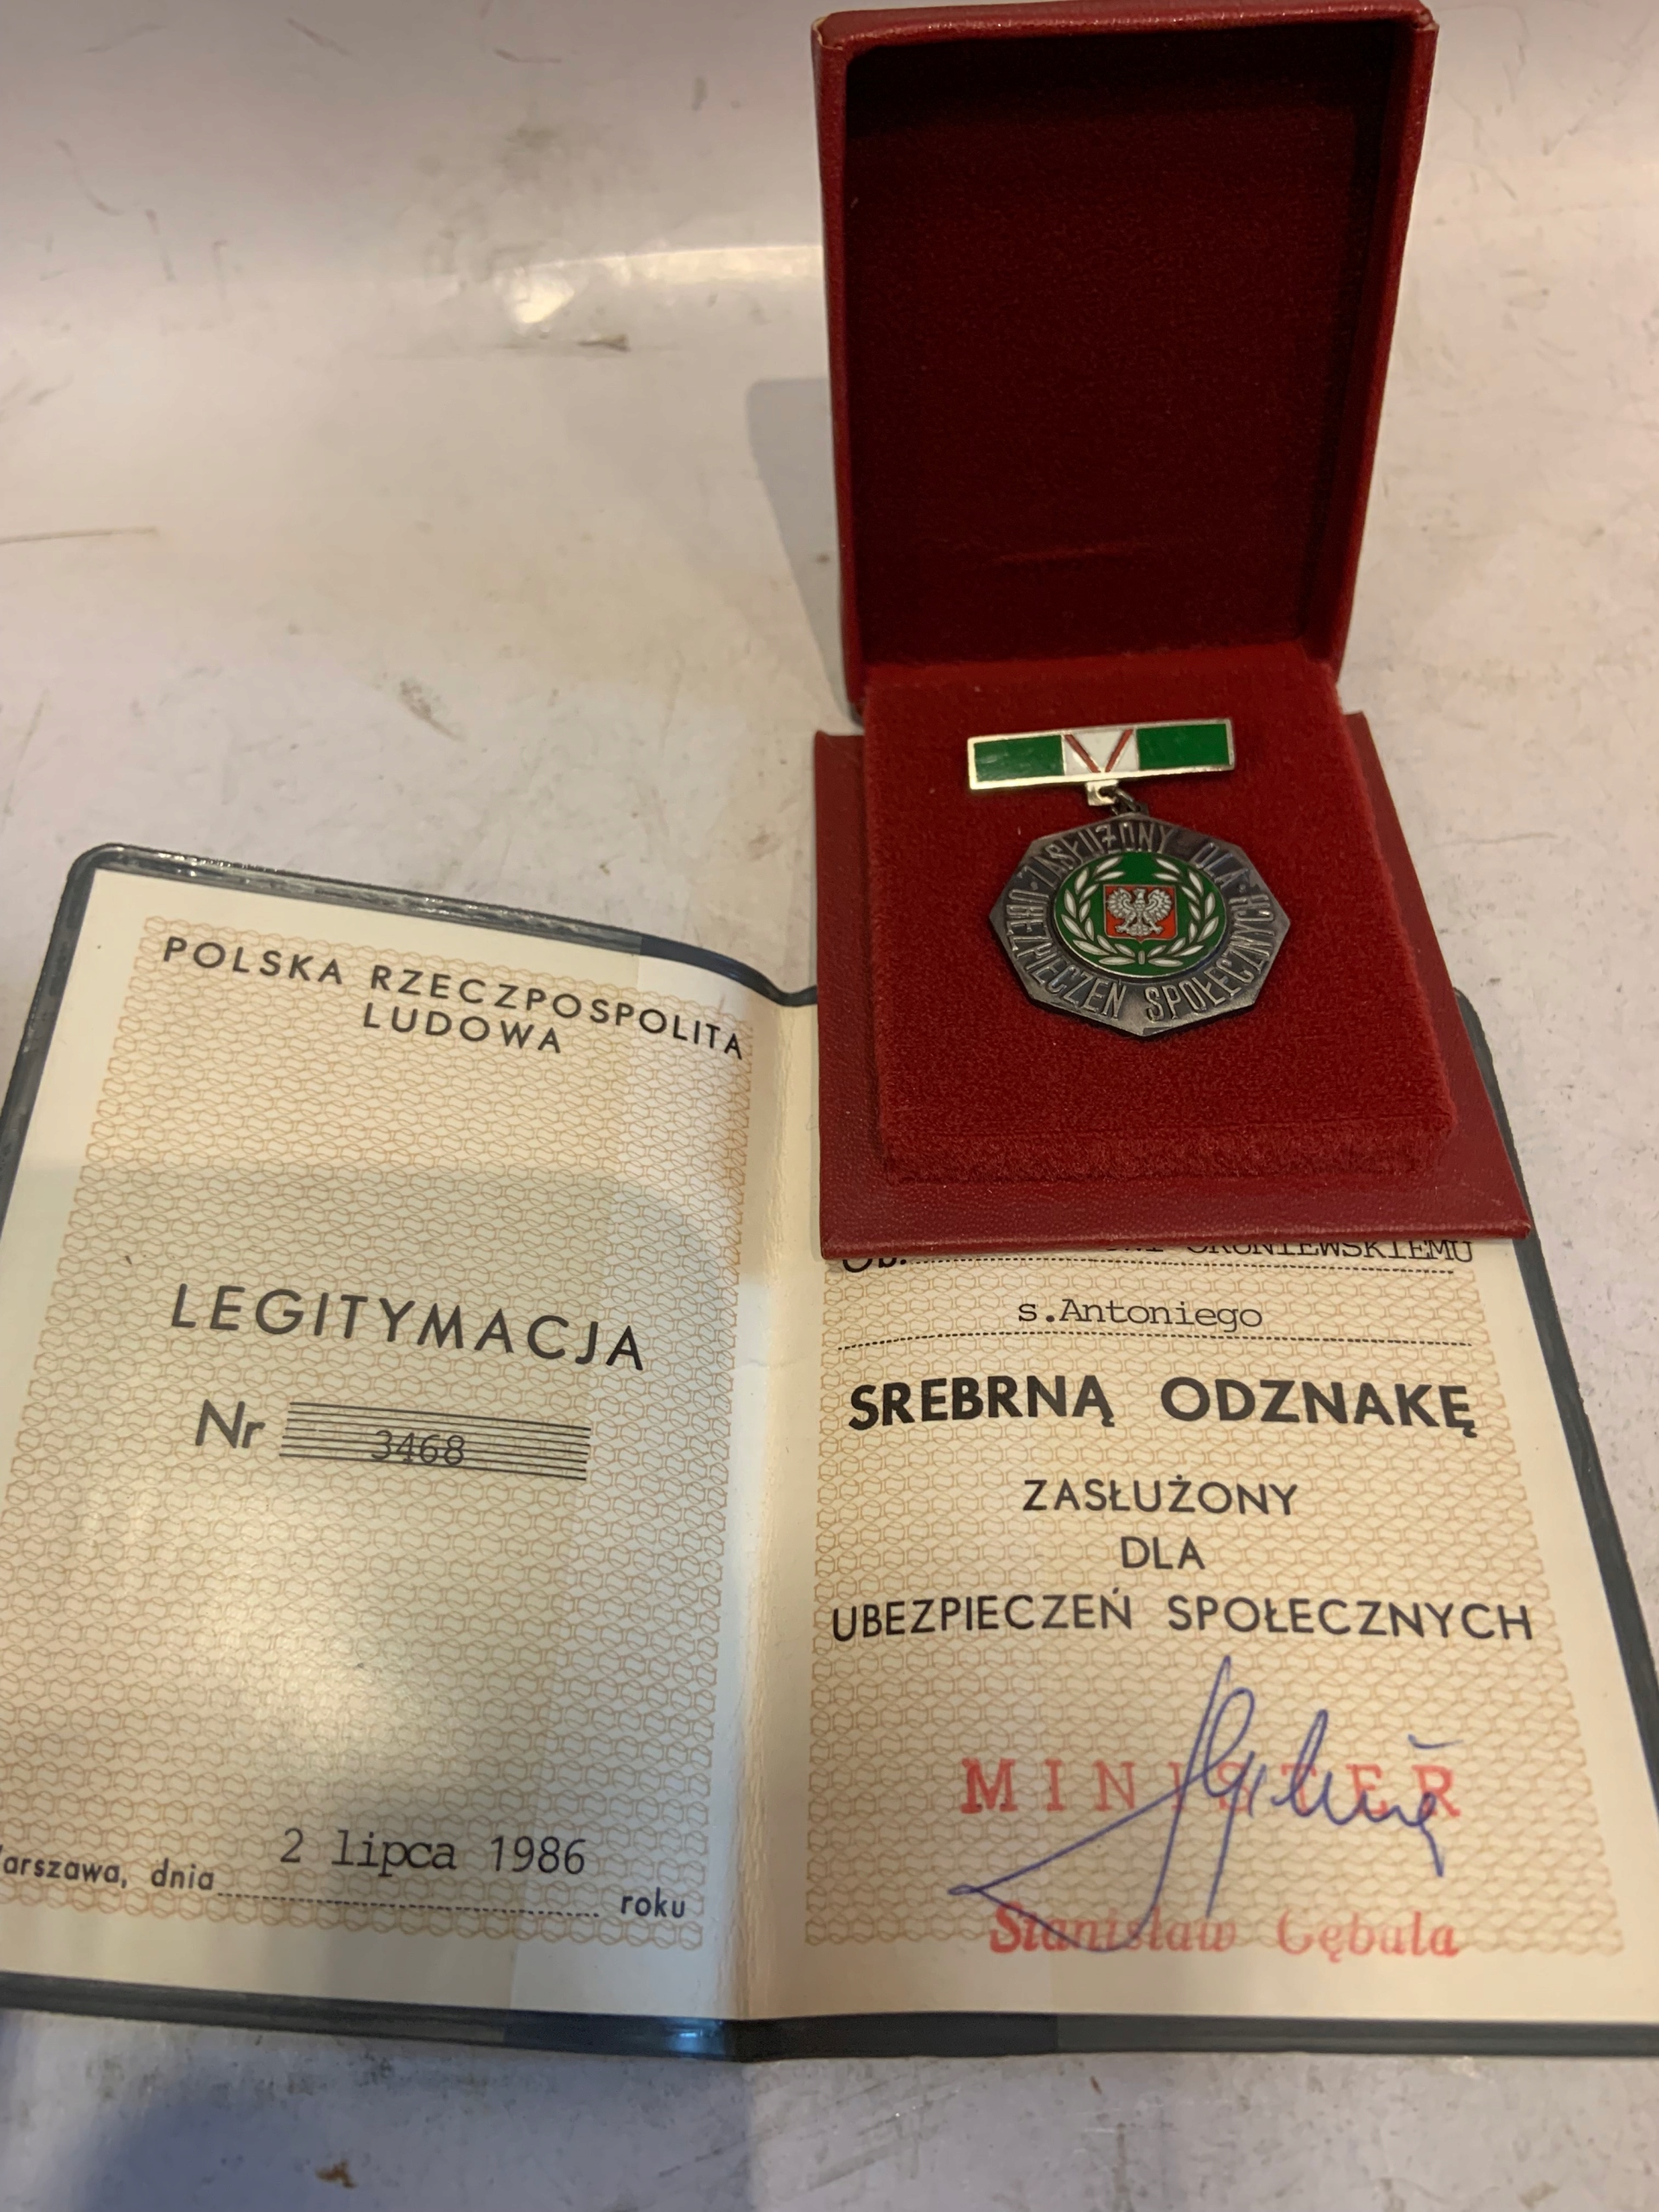 ZASŁUŻONY DLA
UBEZPIECZEŃ SPOŁECZNYCH
POLSKA RZECZPOSPOLITA
LUDOWA
LEGITYMACJA
Nr 3468
arszawa, dnia 2 lipca 1986 roku
Ob.
s.Antoniego
SREBRNĄ ODZNAKĘ
ZASŁUŻONY
DLA
UBEZPIECZEŃ SPOŁECZNYCH
MINISTER
Stanisław Gębala